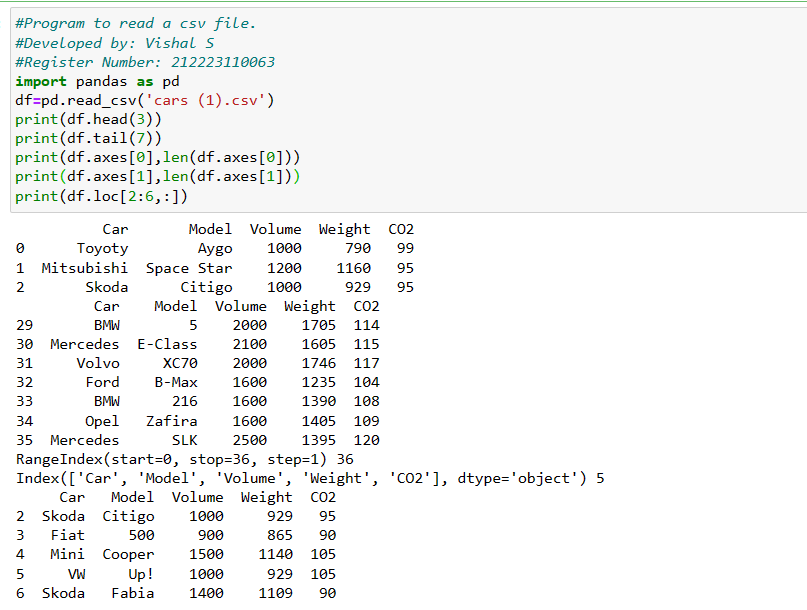 #Program to read a csv file.
#Developed by: Vishal S
#Register Number: 212223110063
import pandas as pd
df=pd.read_csv('cars (1).csv')
print(df.head(3))
print(df.tail(7))
print(df.axes[0],len(df.axes[0]))
print(df.axes[1],len(df.axes[1]))
print(df.loc[2:6,:])
Car Model Volume Weight CO2
0 Toyoty Aygo 1000 790 99
1 Mitsubishi Space Star 1200 1160 95
2 Skoda Citigo 1000 929 95
Car Model Volume Weight CO2
29 BMW 5 2000 1705 114
30 Mercedes E-Class 2100 1605 115
31 Volvo XC70 2000 1746 117
32 Ford B-Max 1600 1235 104
33 BMW 216 1600 1390 108
34 Opel Zafira 1600 1405 109
35 Mercedes SLK 2500 1395 120
RangeIndex(start=0, stop=36, step=1) 36
Index(['Car', 'Model', 'Volume', 'Weight', 'CO2'], dtype='object') 5
Car Model Volume Weight CO2
2 Skoda Citigo 1000 929 95
3 Fiat 500 900 865 90
4 Mini Cooper 1500 1140 105
5 VW Up! 1000 929 105
6 Skoda Fabia 1400 1109 90